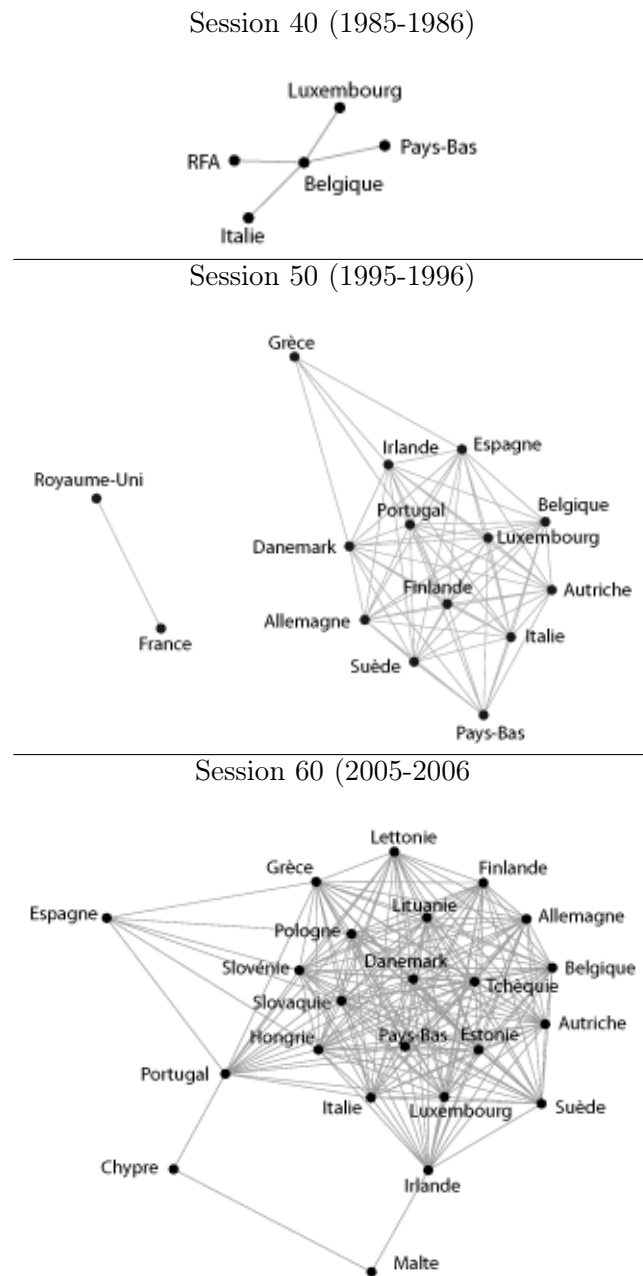 Session 40 (1985-1986)
Luxembourg
RFA
Pays-Bas
Belgique
Italie
Session 50 (1995-1996)
Grèce
Irlande
Espagne
Royaume-Uni
Portugal
Belgique
Danemark
Luxembourg
Finlande
Autriche
Allemagne
France
Suède
Italie
Pays-Bas
Session 60 (2005-2006
Lettonie
Grèce
Finlande
Espagne
Lituanie
Allemagne
Pologne
Slovénie
Danemark
Belgique
Tchèquie
Slovaquie
Autriche
Hongrie
Pays-Bas
Estonie
Portugal
Italie
Luxembourg
Suède
Chypre
Irlande
Malte